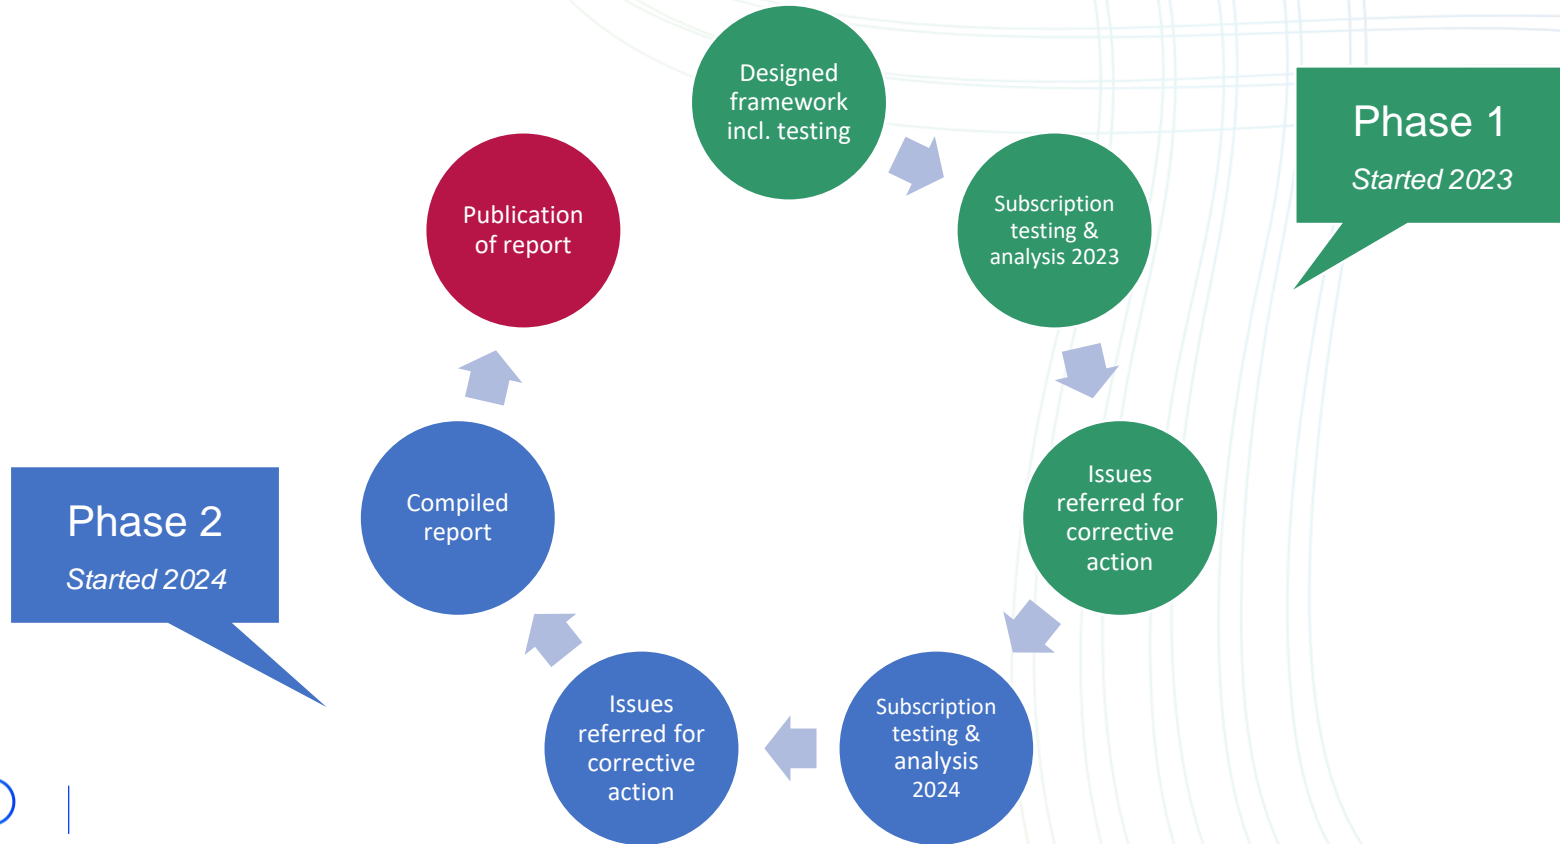 Designed
framework
incl. testing
Phase 1
Started 2023
Subscription
testing &
analysis 2023
Publication
of report
Issues
referred for
corrective
action
Phase 2
Started 2024
Compiled
report
Subscription
testing &
analysis
2024
Issues
referred for
corrective
action